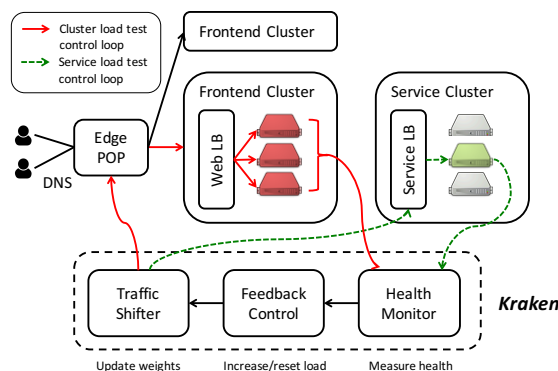 Cluster load test
control loop
Service load test
control loop
Frontend Cluster
Frontend Cluster
Service Cluster
Edge
POP
DNS
Web LB
Service LB
Traffic
Shifter
Feedback
Control
Health
Monitor
Kraken
Update weights
Increase/reset load
Measure health